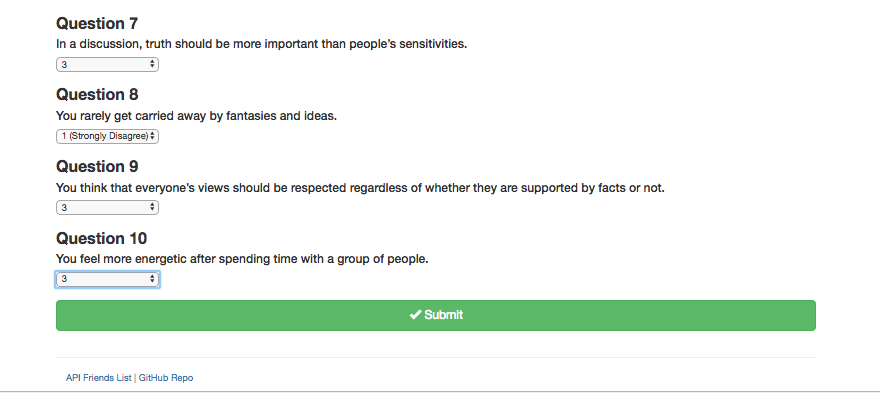 Question 7
In a discussion, truth should be more important than people's sensitivities.
3
Question 8
You rarely get carried away by fantasies and ideas.
1 (Strongly Disagree)
Question 9
You think that everyone's views should be respected regardless of whether they are supported by facts or not.
3
Question 10
You feel more energetic after spending time with a group of people.
3
Submit
API Friends List | GitHub Repo